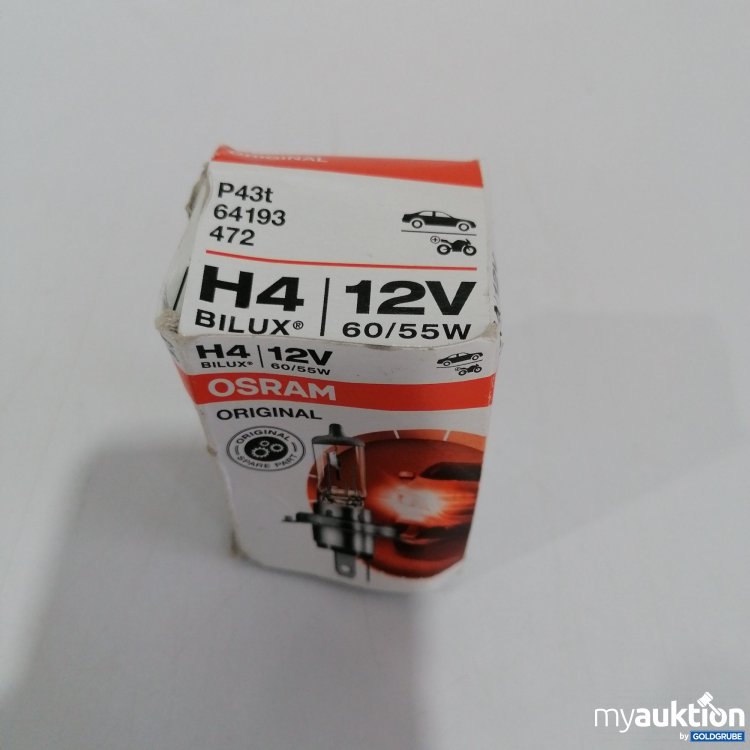 ORIGINAL
P43t
64193
472
H4 | 12V
BILUX® 60/55W
H4 | 12V
BILUX® 60/55W
OSRAM
ORIGINAL
ORIGINAL
SPARE PART
myauktion
by GOLDGRUBE